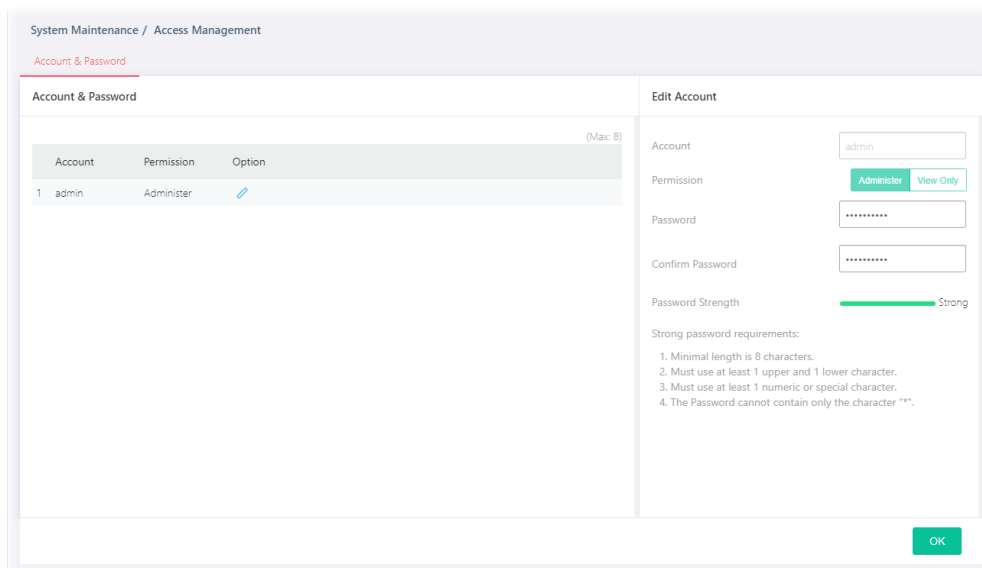 System Maintenance / Access Management
Account & Password
Account & Password
(Max: 8)
Account Permission Option
1 admin Administer
Edit Account
Account admin
Permission Administer View Only
Password ••••••••••
Confirm Password ••••••••••
Password Strength Strong
Strong password requirements:
1. Minimal length is 8 characters.
2. Must use at least 1 upper and 1 lower character.
3. Must use at least 1 numeric or special character.
4. The Password cannot contain only the character "*".
OK